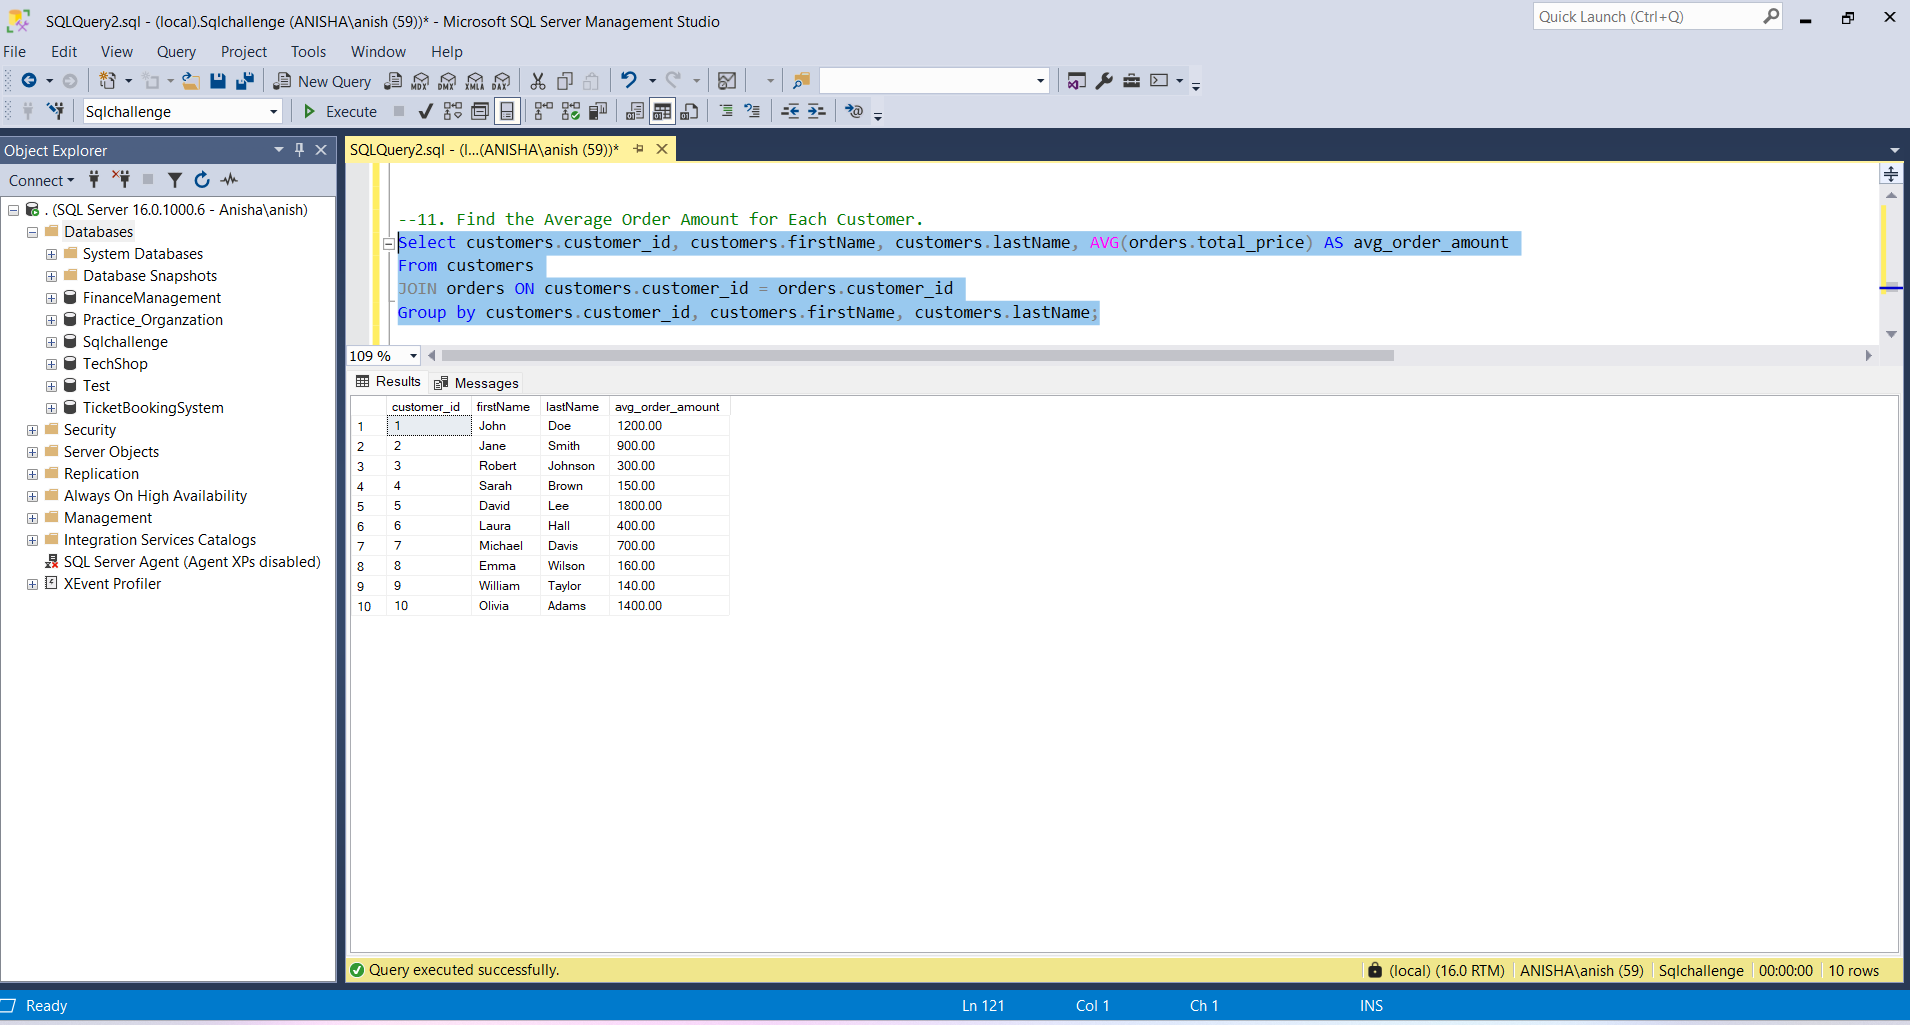 SQLQuery2.sql - (local).Sqlchallenge (ANISHA\anish (59))* - Microsoft SQL Server Management Studio
Quick Launch (Ctrl+Q)
File Edit View Query Project Tools Window Help
New Query MDX DMX XMLA DAX
Sqlchallenge Execute
Object Explorer
SQLQuery2.sql - (l...(ANISHA\anish (59))*
Connect
. (SQL Server 16.0.1000.6 - Anisha\anish)
Databases
System Databases
Database Snapshots
FinanceManagement
Practice_Organzation
Sqlchallenge
TechShop
Test
TicketBookingSystem
Security
Server Objects
Replication
Always On High Availability
Management
Integration Services Catalogs
SQL Server Agent (Agent XPs disabled)
XEvent Profiler
--11. Find the Average Order Amount for Each Customer.
Select customers.customer_id, customers.firstName, customers.lastName, AVG(orders.total_price) AS avg_order_amount
From customers
JOIN orders ON customers.customer_id = orders.customer_id
Group by customers.customer_id, customers.firstName, customers.lastName;
109 %
Results Messages
customer_id firstName lastName avg_order_amount
1 1 John Doe 1200.00
2 2 Jane Smith 900.00
3 3 Robert Johnson 300.00
4 4 Sarah Brown 150.00
5 5 David Lee 1800.00
6 6 Laura Hall 400.00
7 7 Michael Davis 700.00
8 8 Emma Wilson 160.00
9 9 William Taylor 140.00
10 10 Olivia Adams 1400.00
Query executed successfully. (local) (16.0 RTM) ANISHA\anish (59) Sqlchallenge 00:00:00 10 rows
Ready Ln 121 Col 1 Ch 1 INS